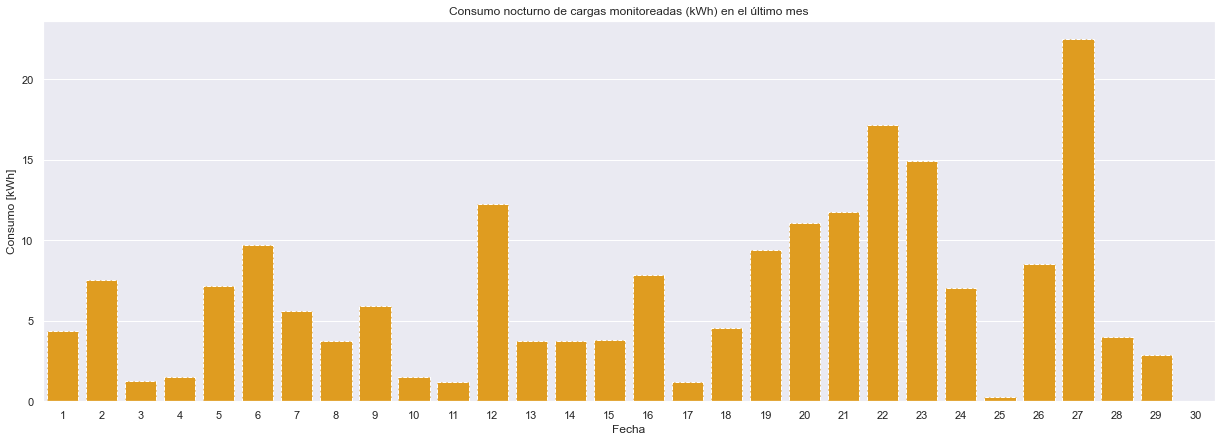 Consumo nocturno de cargas monitoreadas (kWh) en el último mes
Consumo [kWh]
20
15
10
5
0
1 2 3 4 5 6 7 8 9 10 11 12 13 14 15 16 17 18 19 20 21 22 23 24 25 26 27 28 29 30
Fecha